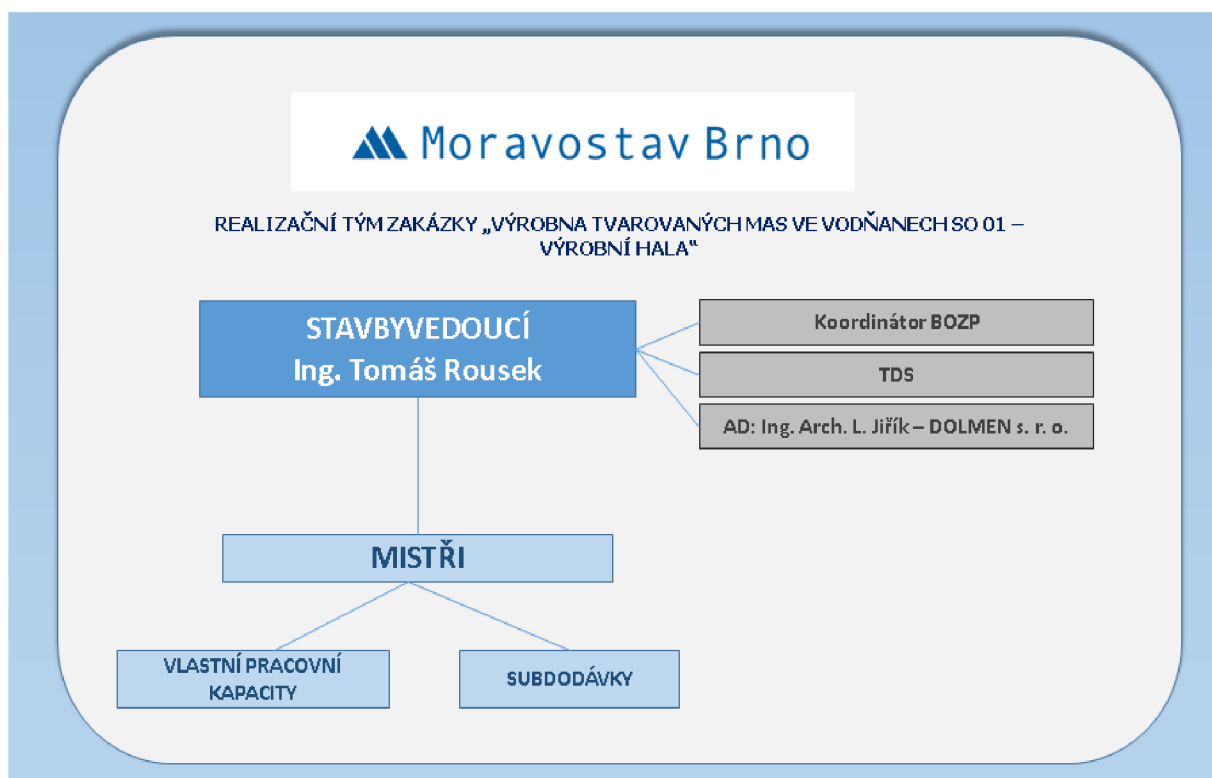 Moravostav Brno
REALIZAČNÍ TÝM ZAKÁZKY „VÝROBNA TVAROVANÝCH MAS VE VODŇANECH SO 01 –
VÝROBNÍ HALA“
STAVBYVEDOUCÍ
Ing. Tomáš Rousek
Koordinátor BOZP
TDS
AD: Ing. Arch. L. Jiřík – DOLMEN s. r. o.
MISTŘI
VLASTNÍ PRACOVNÍ
KAPACITY
SUBDODÁVKY